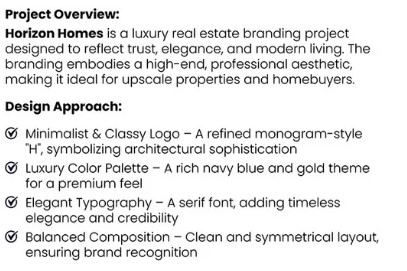 Project Overview:
Horizon Homes is a luxury real estate branding project
designed to reflect trust, elegance, and modern living. The
branding embodies a high-end, professional aesthetic,
making it ideal for upscale properties and homebuyers.
Design Approach:
Minimalist & Classy Logo – A refined monogram-style
"H", symbolizing architectural sophistication
Luxury Color Palette – A rich navy blue and gold theme
for a premium feel
Elegant Typography – A serif font, adding timeless
elegance and credibility
Balanced Composition – Clean and symmetrical layout,
ensuring brand recognition